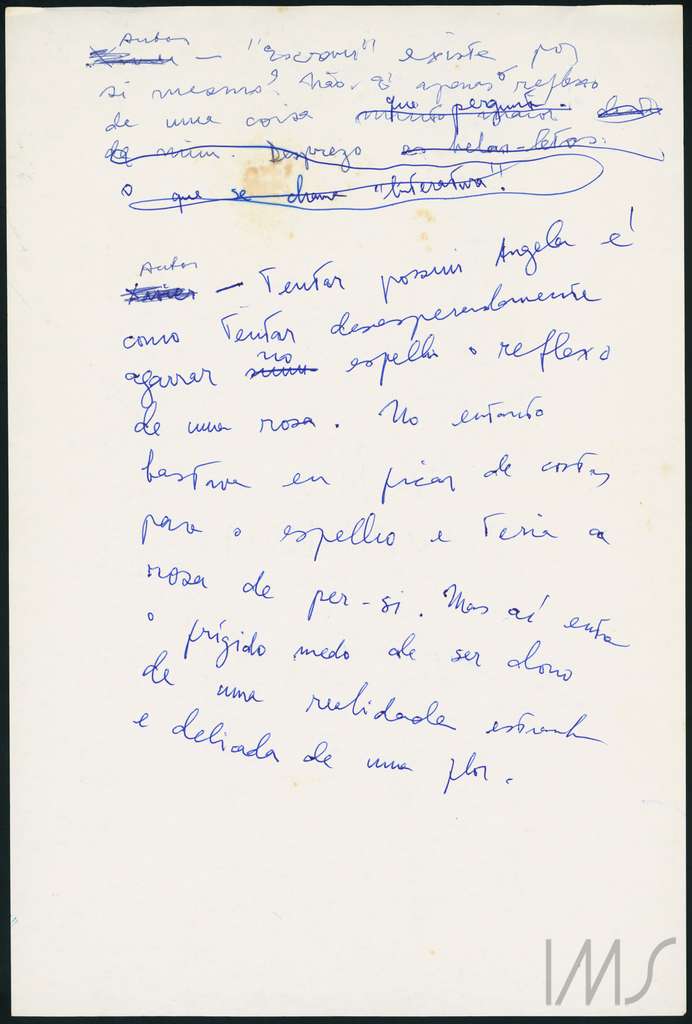 Autor
— "Escrever" existe por
si mesmo? Não. É apenas o reflexo
de uma coisa que pergunta.
de mim. Desprezo as belas-letras.
o que se chama "literatura".
Autor
— Tentar possuir Angela é
como tentar desesperadamente
agarrar no espelho o reflexo
de uma rosa. No entanto
bastava eu ficar de costas
para o espelho e teria a
rosa de per-si. Mas aí entra
o frígido medo de ser dono
de uma realidade estranha
e delicada de uma flor.
IMS